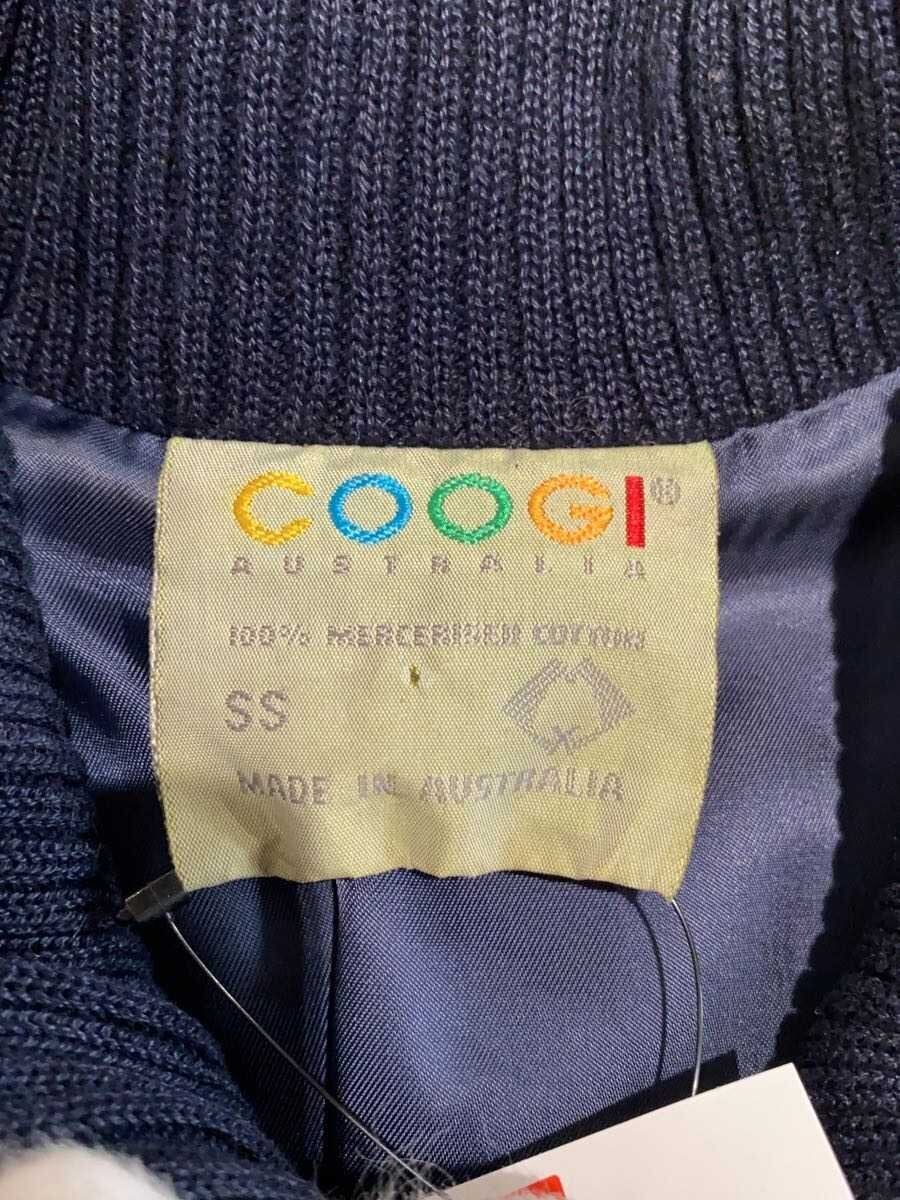 COOGI®
AUSTRALIA
100% MERCERISED COTTON
SS
MADE IN AUSTRALIA